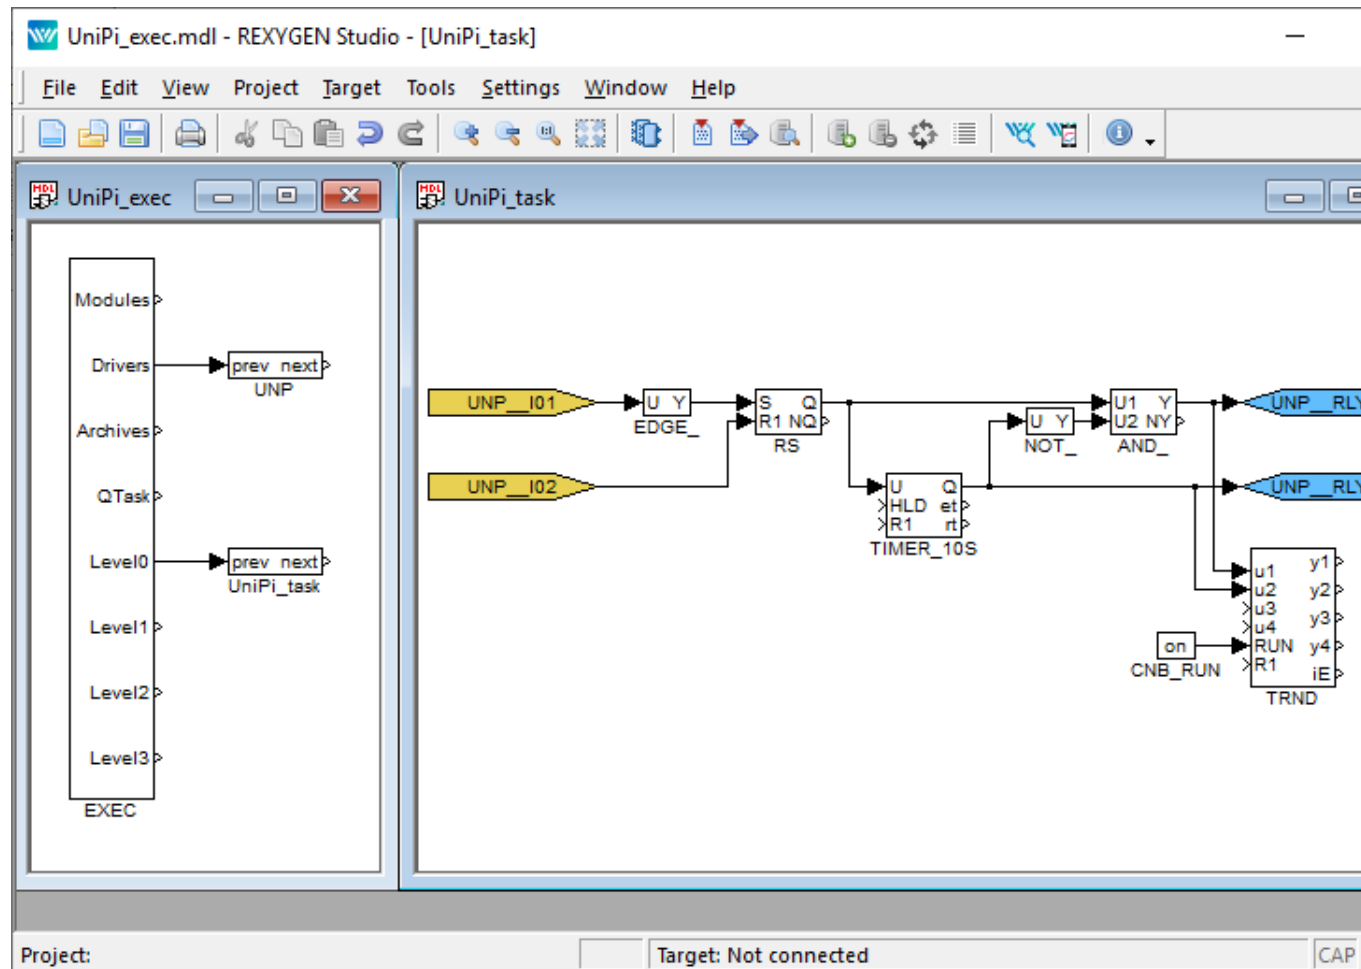 UniPi_exec.mdl - REXYGEN Studio - [UniPi_task]
File Edit View Project Target Tools Settings Window Help
UniPi_exec
Modules
Drivers
prev next
UNP
Archives
QTask
Level0
prev next
UniPi_task
Level1
Level2
Level3
EXEC
UniPi_task
UNP__I01
U Y
EDGE_
S Q
R1 NQ
RS
U Y
NOT_
U1 Y
U2 NY
AND_
UNP__RLY
UNP__I02
U Q
HLD et
R1 rt
TIMER_10S
UNP__RLY
u1 y1
u2 y2
u3 y3
u4 y4
RUN iE
R1
TRND
on
CNB_RUN
Project:
Target: Not connected
CAP